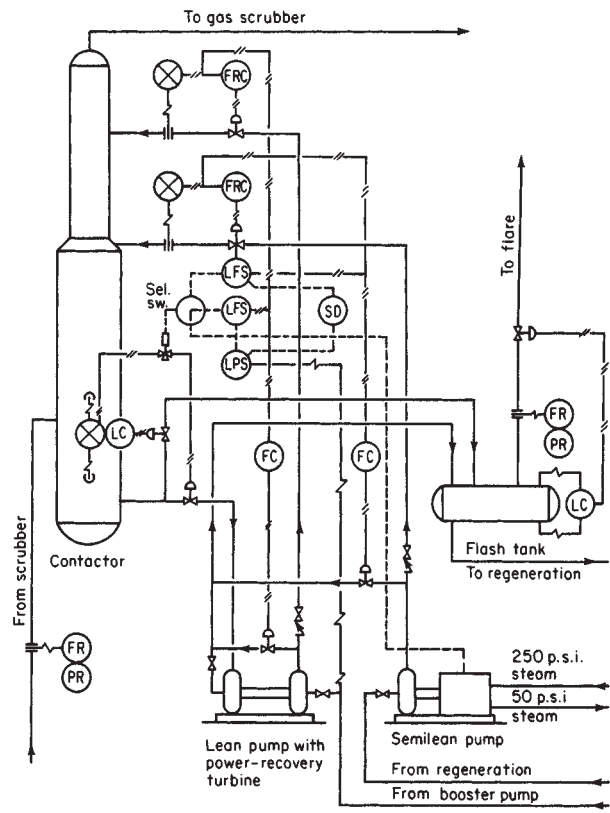 To gas scrubber
FRC
FRC
To flare
LFS
Sel.
sw.
LFS
SD
LPS
LC
FR
PR
FC
FC
LC
Contactor
Flash tank
To regeneration
From scrubber
FR
PR
250 p.s.i.
steam
50 p.s.i
steam
Lean pump with
power-recovery
turbine
Semilean pump
From regeneration
From booster pump